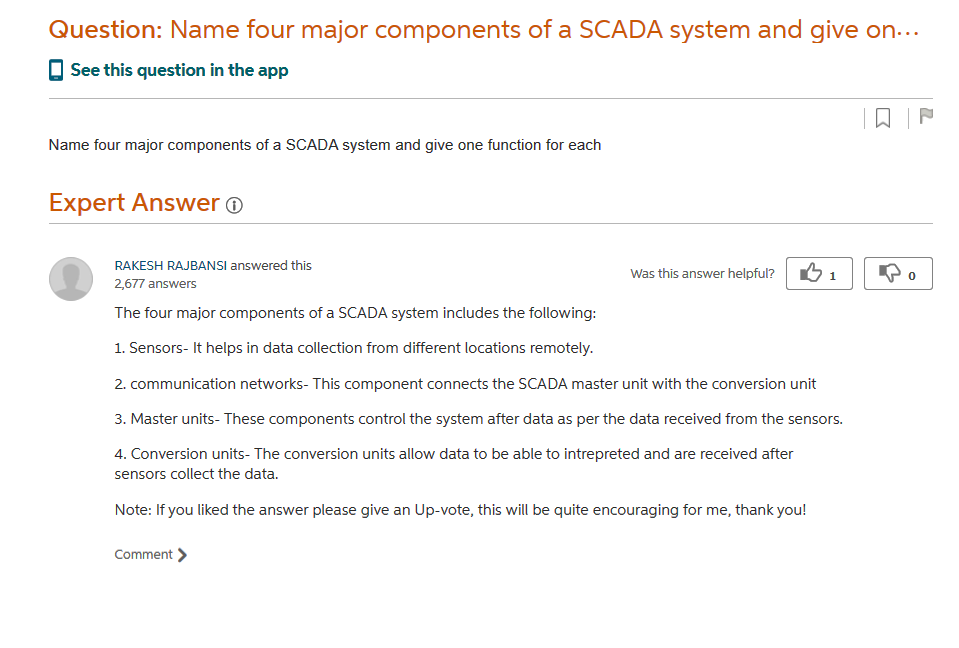 Question: Name four major components of a SCADA system and give on...
See this question in the app
Name four major components of a SCADA system and give one function for each
Expert Answer
RAKESH RAJBANSI answered this
2,677 answers
Was this answer helpful?
1
0
The four major components of a SCADA system includes the following:
1. Sensors- It helps in data collection from different locations remotely.
2. communication networks- This component connects the SCADA master unit with the conversion unit
3. Master units- These components control the system after data as per the data received from the sensors.
4. Conversion units- The conversion units allow data to be able to intrepreted and are received after
sensors collect the data.
Note: If you liked the answer please give an Up-vote, this will be quite encouraging for me, thank you!
Comment